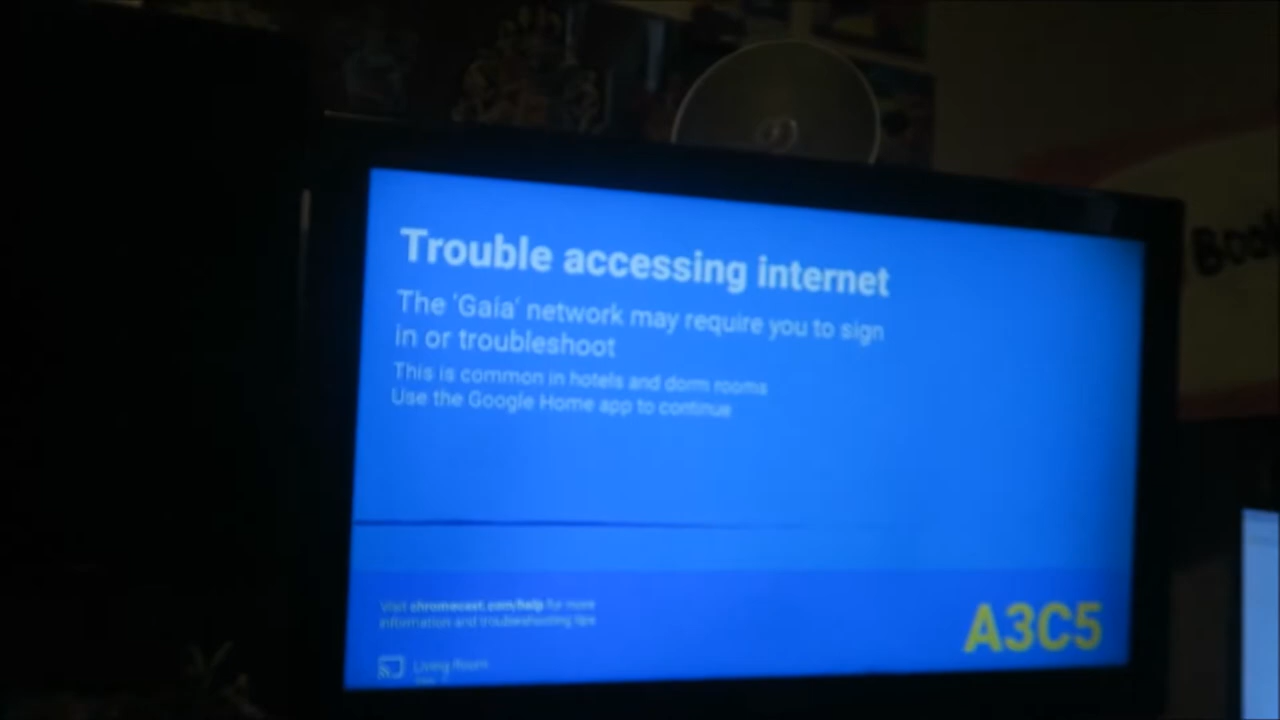 Trouble accessing internet
The 'Gaia' network may require you to sign
in or troubleshoot
This is common in hotels and dorm rooms
Use the Google Home app to continue
Visit chromecast.com/help for more
information and troubleshooting tips
A3C5
Living Room